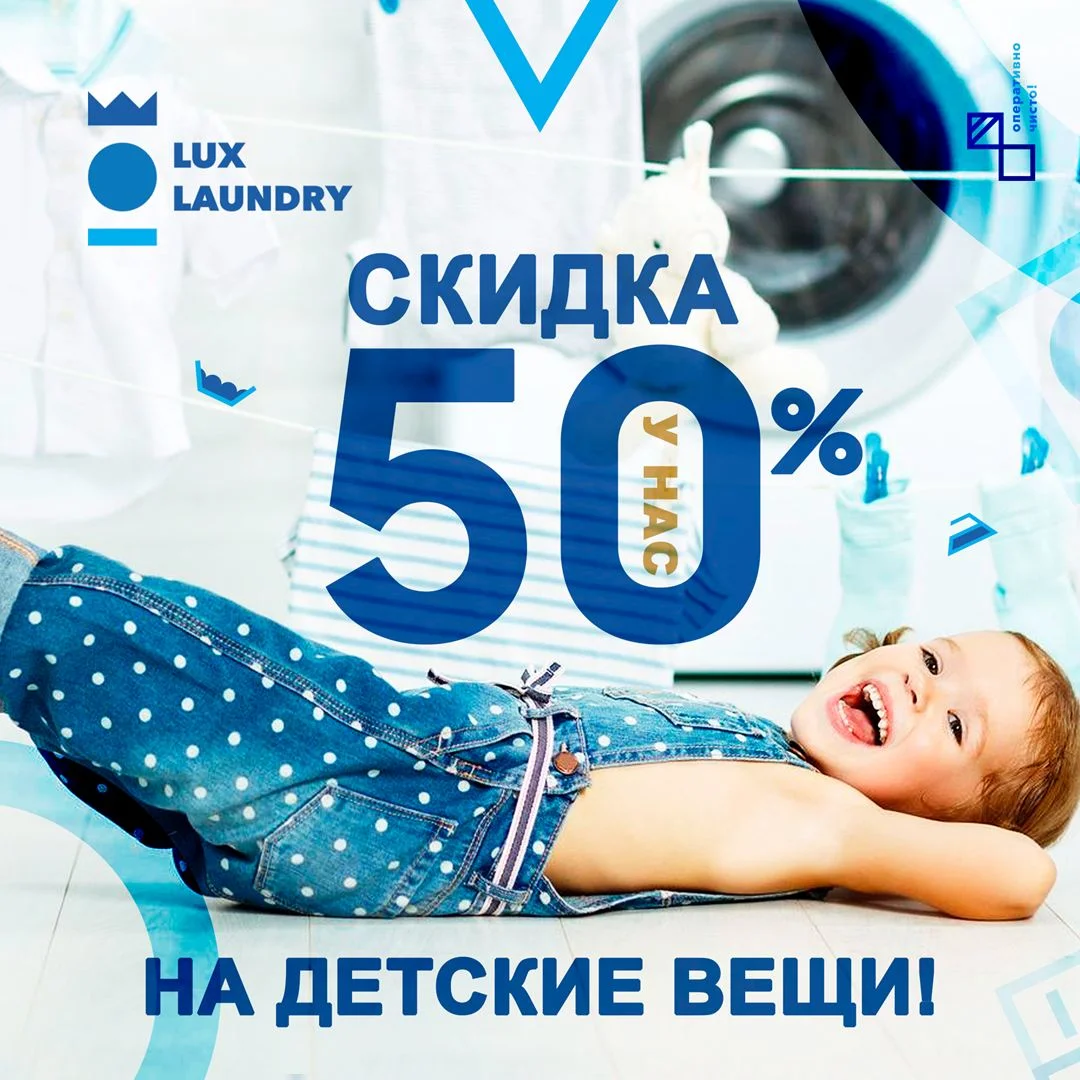 LUX
LAUNDRY
оперативно
чисто!
СКИДКА
50%
У НАС
НА ДЕТСКИЕ ВЕЩИ!